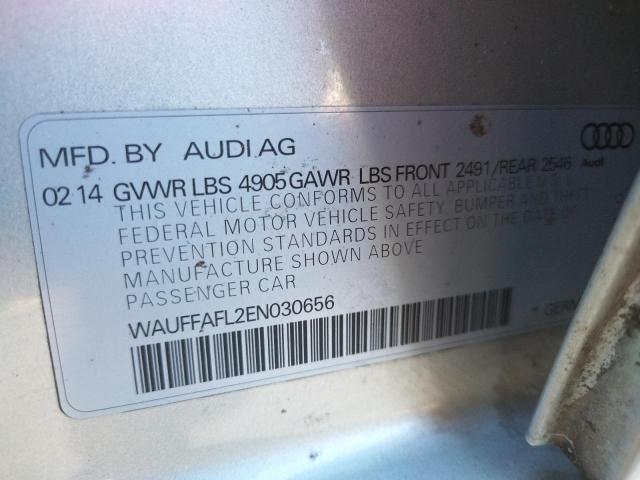 MFD. BY AUDI AG
Audi
02 14 GVWR LBS 4905 GAWR LBS FRONT 2491/REAR 2546
THIS VEHICLE CONFORMS TO ALL APPLICABLE U.S.
FEDERAL MOTOR VEHICLE SAFETY, BUMPER AND THEFT
PREVENTION STANDARDS IN EFFECT ON THE DATE OF
MANUFACTURE SHOWN ABOVE
PASSENGER CAR
WAUFFAFL2EN030656
GERM